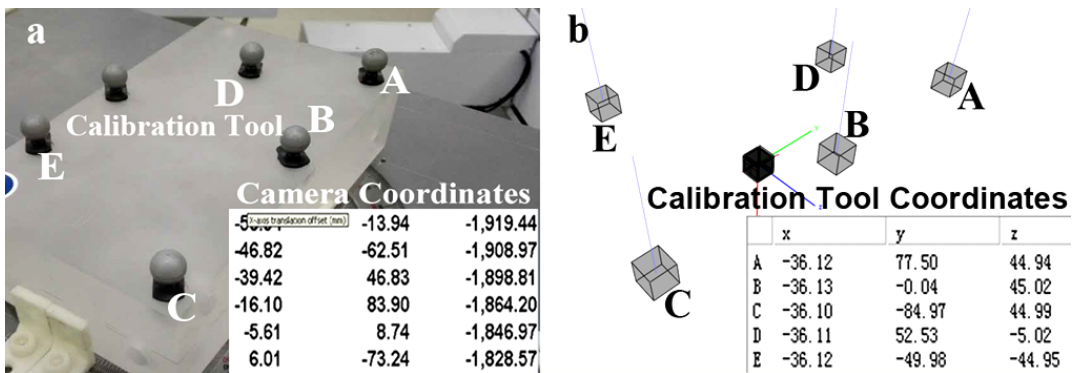 a
D
A
B
Calibration Tool
E
C
Camera Coordinates
X-axis translation offset (mm) -13.94 -1,919.44
-46.82 -62.51 -1,908.97
-39.42 46.83 -1,898.81
-16.10 83.90 -1,864.20
-5.61 8.74 -1,846.97
6.01 -73.24 -1,828.57
b
D
A
E
B
C
Calibration Tool Coordinates
x y z
A -36.12 77.50 44.94
B -36.13 -0.04 45.02
C -36.10 -84.97 44.99
D -36.11 52.53 -5.02
E -36.12 -49.98 -44.95